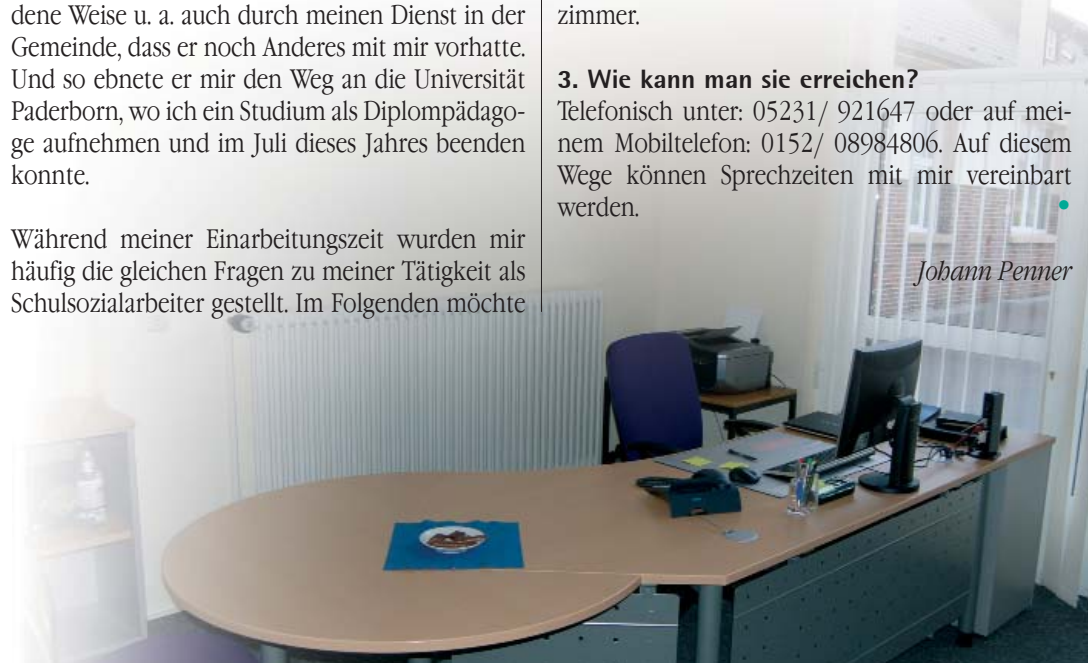 dene Weise u. a. auch durch meinen Dienst in der
Gemeinde, dass er noch Anderes mit mir vorhatte.
Und so ebnete er mir den Weg an die Universität
Paderborn, wo ich ein Studium als Diplompädago-
ge aufnehmen und im Juli dieses Jahres beenden
konnte.

Während meiner Einarbeitungszeit wurden mir
häufig die gleichen Fragen zu meiner Tätigkeit als
Schulsozialarbeiter gestellt. Im Folgenden möchte
zimmer.

3. Wie kann man sie erreichen?
Telefonisch unter: 05231/ 921647 oder auf mei-
nem Mobiltelefon: 0152/ 08984806. Auf diesem
Wege können Sprechzeiten mit mir vereinbart
werden.

Johann Penner